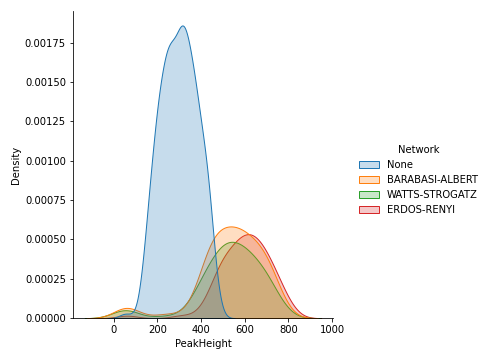 0.00175
0.00150
0.00125
0.00100
0.00075
0.00050
0.00025
0.00000
Density
0 200 400 600 800 1000
PeakHeight
Network
None
BARABASI-ALBERT
WATTS-STROGATZ
ERDOS-RENYI